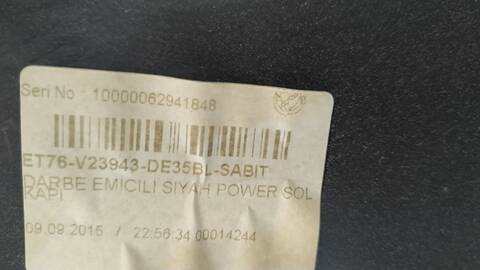 Seri No : 10000062941848
ET76-V23943-DE35BL-SABIT
DARBE EMICILI SIYAH POWER SOL
KAPI
09.09.2015 / 22:56:34 00014244